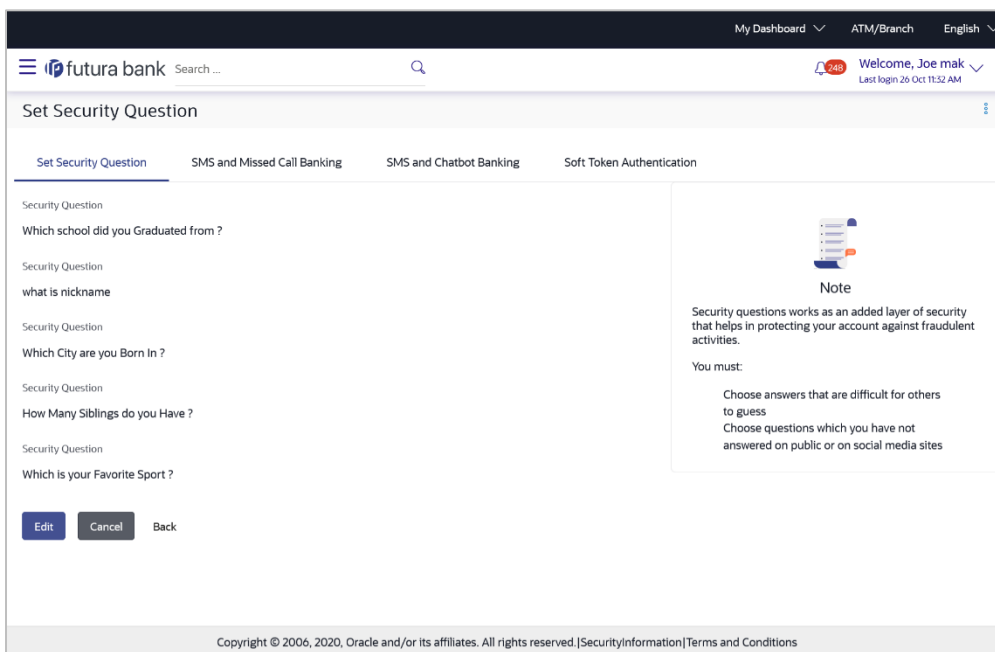 My Dashboard ATM/Branch English
futura bank Search ... 248 Welcome, Joe mak
Last login 26 Oct 11:32 AM
Set Security Question
Set Security Question SMS and Missed Call Banking SMS and Chatbot Banking Soft Token Authentication
Security Question
Which school did you Graduated from ?
Security Question
what is nickname
Security Question
Which City are you Born In ?
Security Question
How Many Siblings do you Have ?
Security Question
Which is your Favorite Sport ?
Edit Cancel Back
Note
Security questions works as an added layer of security
that helps in protecting your account against fraudulent
activities.
You must:
Choose answers that are difficult for others
to guess
Choose questions which you have not
answered on public or on social media sites
Copyright © 2006, 2020, Oracle and/or its affiliates. All rights reserved.|SecurityInformation|Terms and Conditions